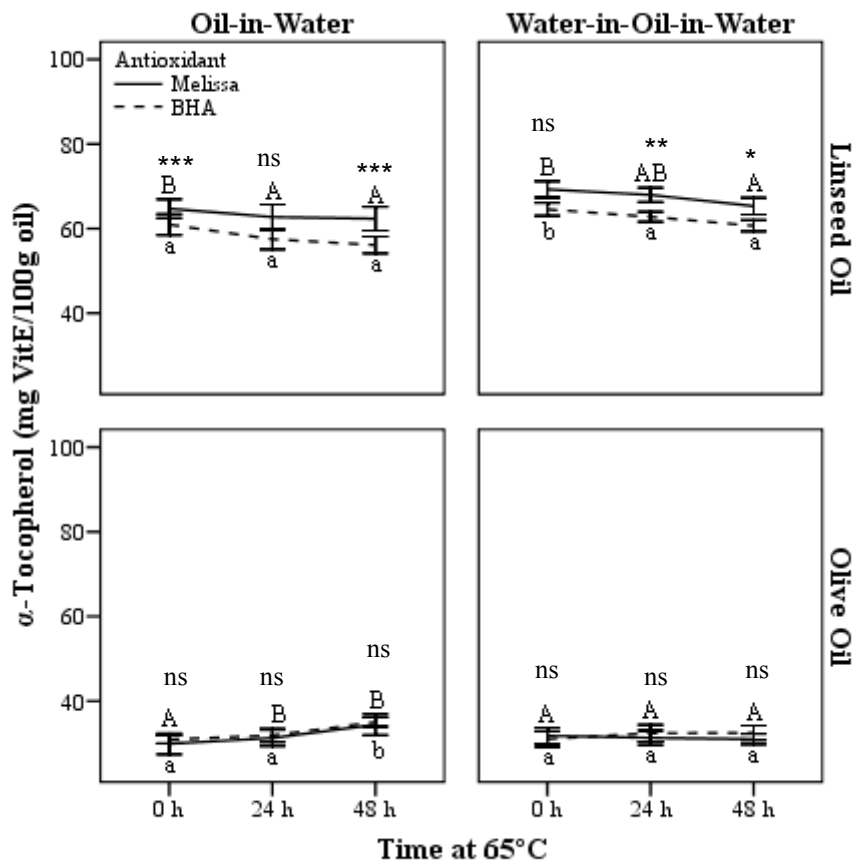 Oil-in-Water
Water-in-Oil-in-Water
Antioxidant
Melissa
BHA
100
80
60
40
*** ns ***
B A A
a a a
ns ** *
B AB A
b a a
Linseed Oil
α-Tocopherol (mg VitE/100g oil)
100
80
60
40
ns ns ns
A B B
a a b
ns ns ns
A A A
a a a
Olive Oil
0 h 24 h 48 h
0 h 24 h 48 h
Time at 65°C